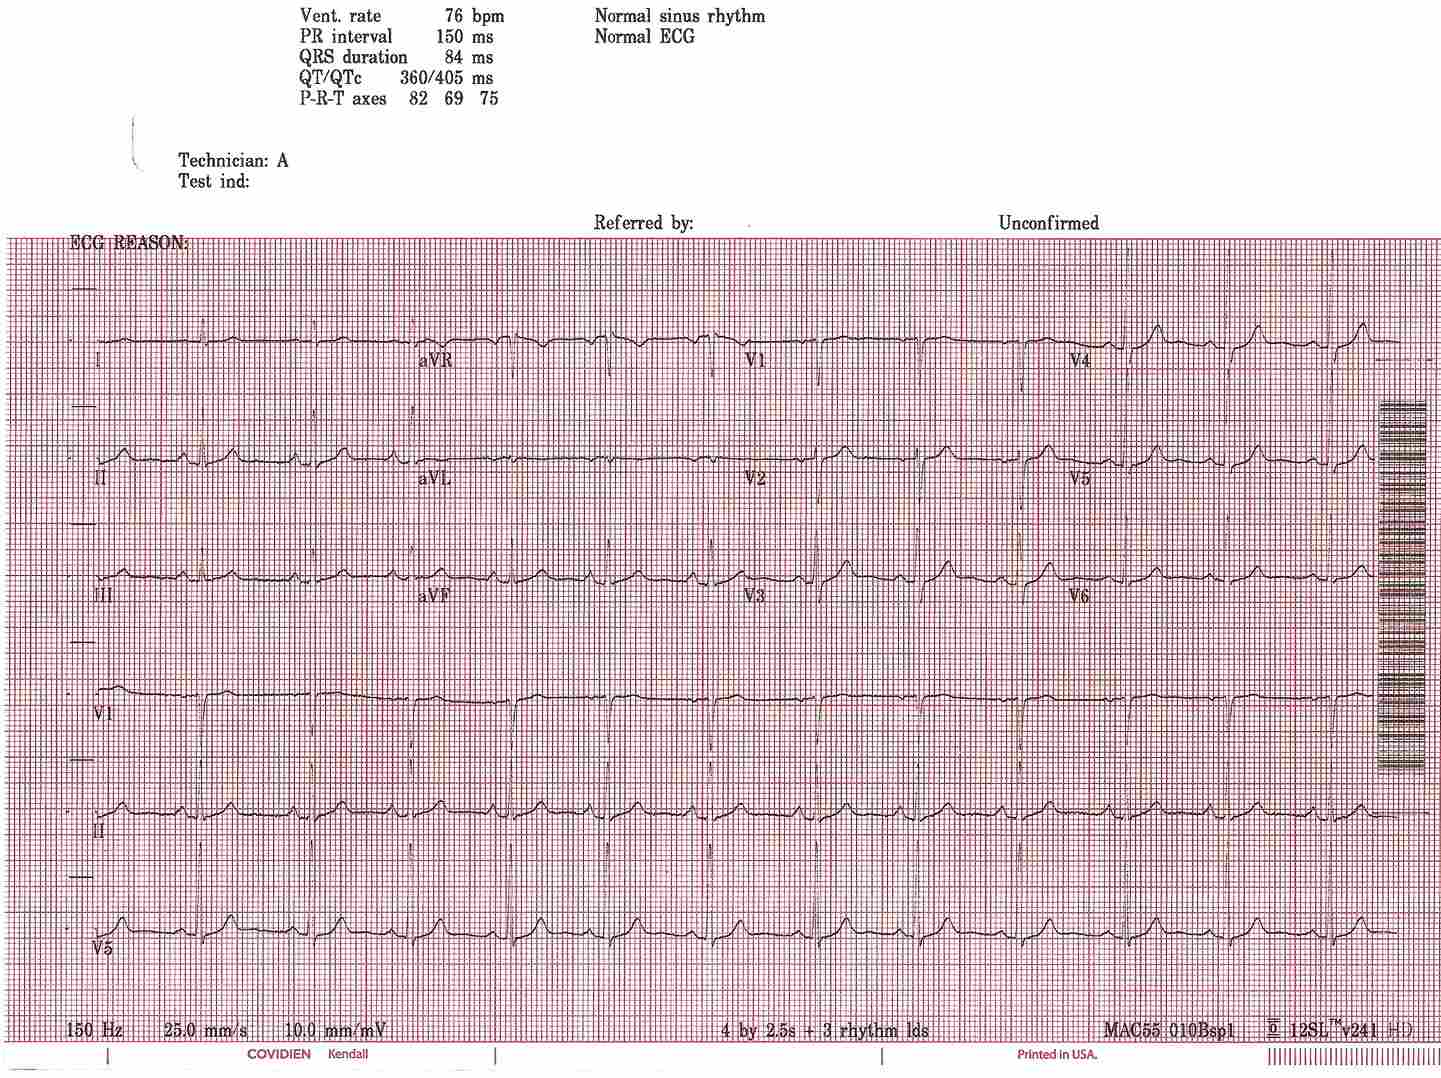 Vent. rate 76 bpm Normal sinus rhythm
PR interval 150 ms Normal ECG
QRS duration 84 ms
QT/QTc 360/405 ms
P-R-T axes 82 69 75
Technician: A
Test ind:
Referred by: Unconfirmed
ECG REASON:
I aVR V1 V4
II aVL V2 V5
III aVF V3 V6
V1
II
V5
150 Hz 25.0 mm/s 10.0 mm/mV 4 by 2.5s + 3 rhythm lds MAC55 010Bsp1 12SL™v241 HD
COVIDIEN Kendall Printed in USA.